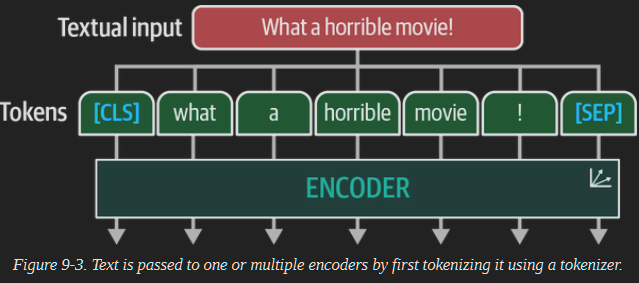 Textual input What a horrible movie!
Tokens [CLS] what a horrible movie ! [SEP]
ENCODER
Figure 9-3. Text is passed to one or multiple encoders by first tokenizing it using a tokenizer.